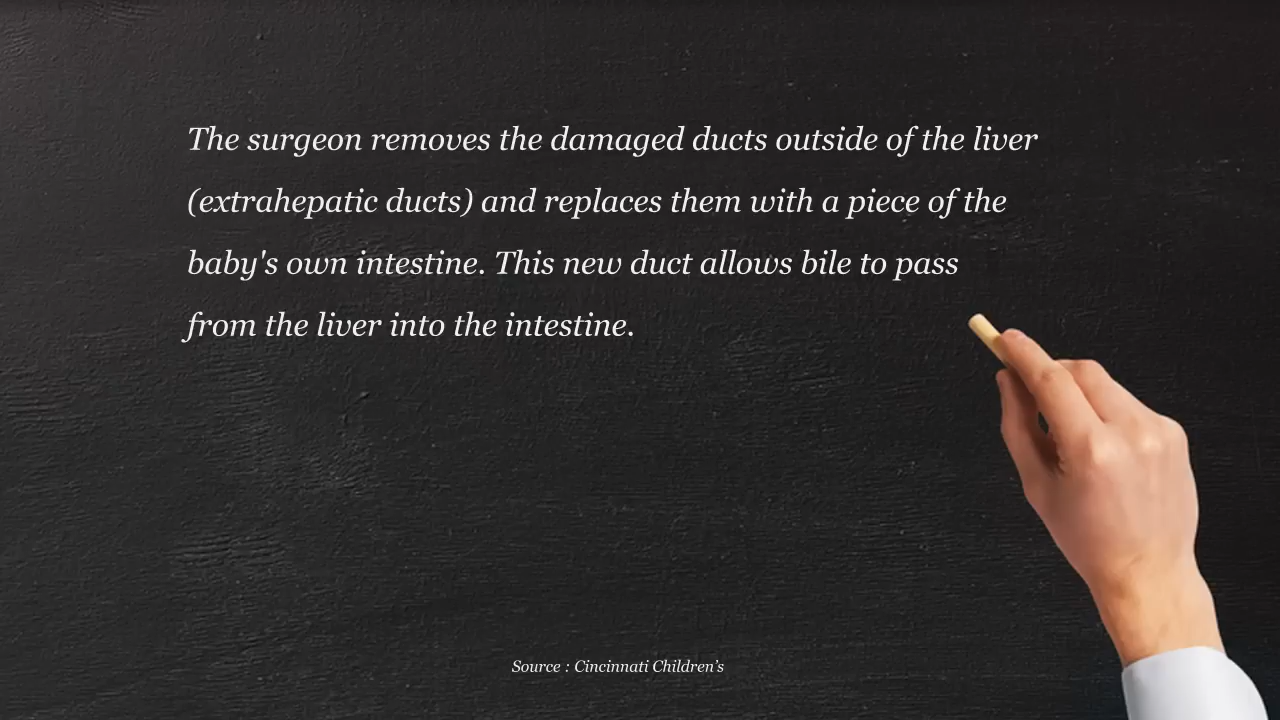 The surgeon removes the damaged ducts outside of the liver
(extrahepatic ducts) and replaces them with a piece of the
baby's own intestine. This new duct allows bile to pass
from the liver into the intestine.
Source : Cincinnati Children’s